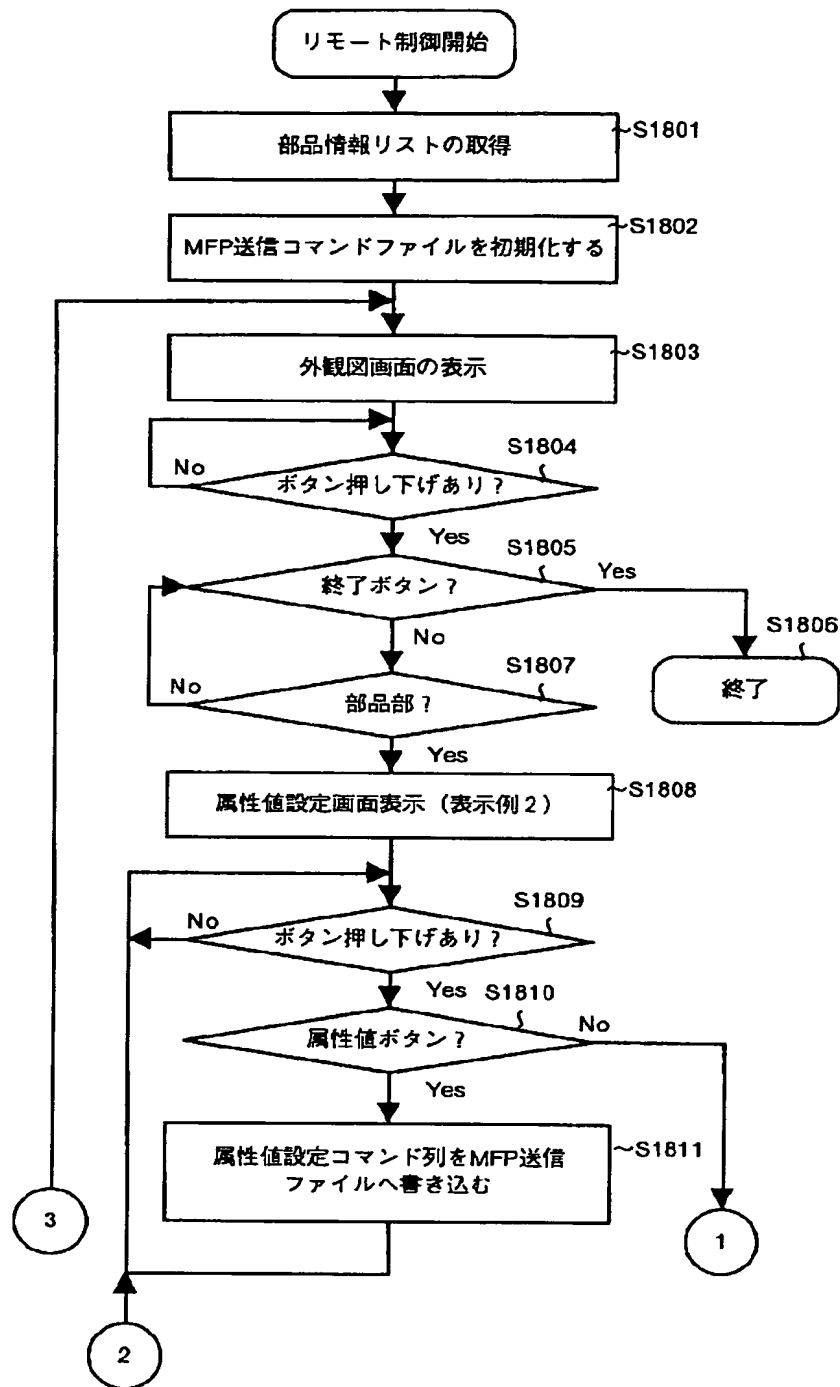 リモート制御開始
部品情報リストの取得
~S1801
MFP送信コマンドファイルを初期化する
~S1802
外観図画面の表示
~S1803
S1804
No
ボタン押し下げあり？
Yes
S1805
終了ボタン？
Yes
No
S1806
終了
S1807
No
部品部？
Yes
属性値設定画面表示（表示例２）
~S1808
S1809
No
ボタン押し下げあり？
Yes
S1810
属性値ボタン？
No
Yes
属性値設定コマンド列をMFP送信
ファイルへ書き込む
~S1811
3
1
2